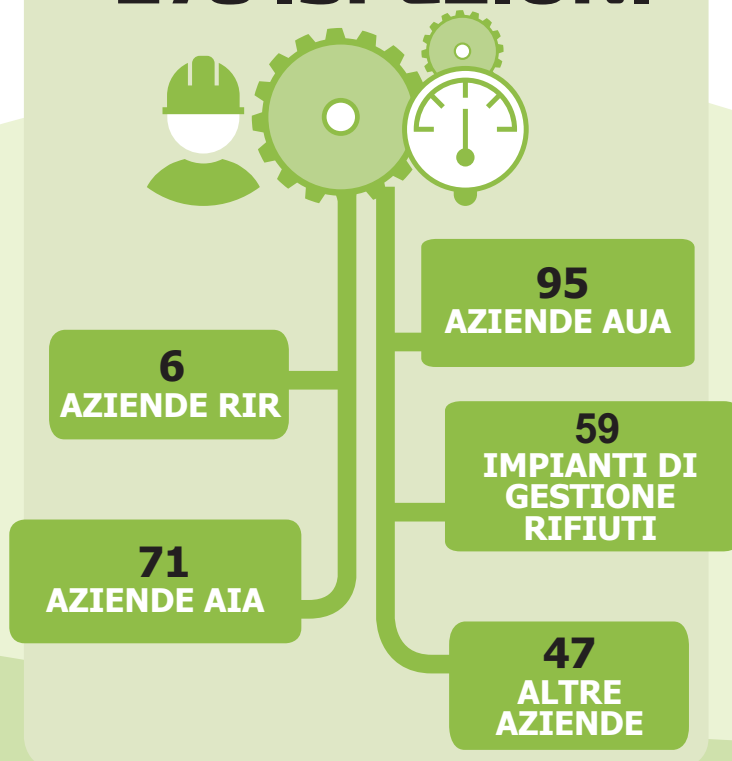 6
AZIENDE RIR
71
AZIENDE AIA
95
AZIENDE AUA
59
IMPIANTI DI
GESTIONE
RIFIUTI
47
ALTRE
AZIENDE